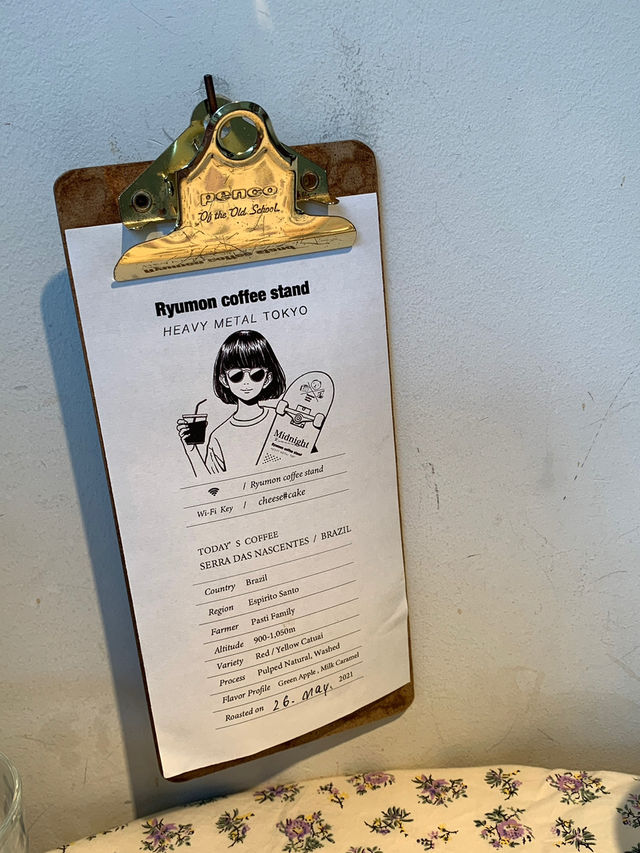 penco
Of the Old School.
Ryumon coffee stand
HEAVY METAL TOKYO
Midnight
Ryumon coffee stand
/ Ryumon coffee stand
Wi-Fi Key / cheese#cake
TODAY' S COFFEE
SERRA DAS NASCENTES / BRAZIL
Country Brazil
Region Espirito Santo
Farmer Pasti Family
Altitude 900-1,050m
Variety Red / Yellow Catuai
Process Pulped Natural, Washed
Flavor Profile Green Apple , Milk Caramel
Roasted on 26. May. 2021